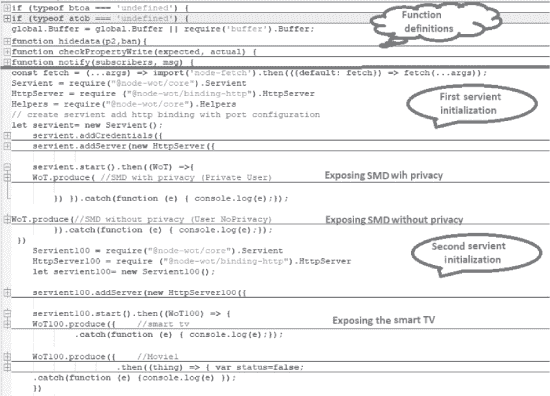 if (typeof btoa === 'undefined') {
if (typeof atob === 'undefined') {
global.Buffer = global.Buffer || require('buffer').Buffer;
function hidedata(p2,ban){
function checkPropertyWrite(expected, actual) {
function notify(subscribers, msg) {
Function definitions
const fetch = (...args) => import('node-fetch').then(({default: fetch}) => fetch(...args));
Servient = require("@node-wot/core").Servient
HttpServer = require ("@node-wot/binding-http").HttpServer
Helpers = require("@node-wot/core").Helpers
// create servient add http binding with port configuration
let servient= new Servient();
servient.addCredentials({
servient.addServer(new HttpServer({
First servient initialization
servient.start().then((WoT) =>{
WoT.produce( //SMD with privacy (Private User)
Exposing SMD wih privacy
}) }).catch(function (e) { console.log(e);});
WoT.produce(//SMD without privacy (User NoPrivacy)
Exposing SMD without privacy
}).catch(function (e) { console.log(e);});
})
Servient100 = require("@node-wot/core").Servient
HttpServer100 = require ("@node-wot/binding-http").HttpServer
let servient100= new Servient100();
Second servient initialization
servient100.addServer(new HttpServer100({
servient100.start().then((WoT100) => {
Exposing the smart TV
WoT100.produce({ //smart tv
.catch(function (e) { console.log(e);});
WoT100.produce({ //Movie1
.then((thing) => { var status=false;
.catch(function (e) {console.log(e) });
})